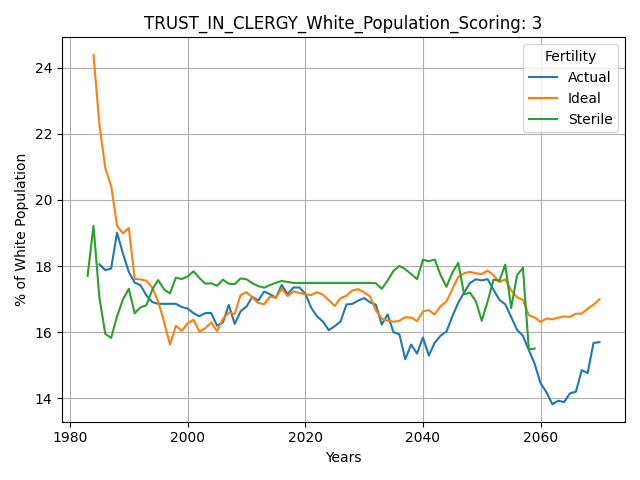 TRUST_IN_CLERGY_White_Population_Scoring: 3
Fertility
Actual
Ideal
Sterile
% of White Population
24
22
20
18
16
14
1980
2000
2020
2040
2060
Years